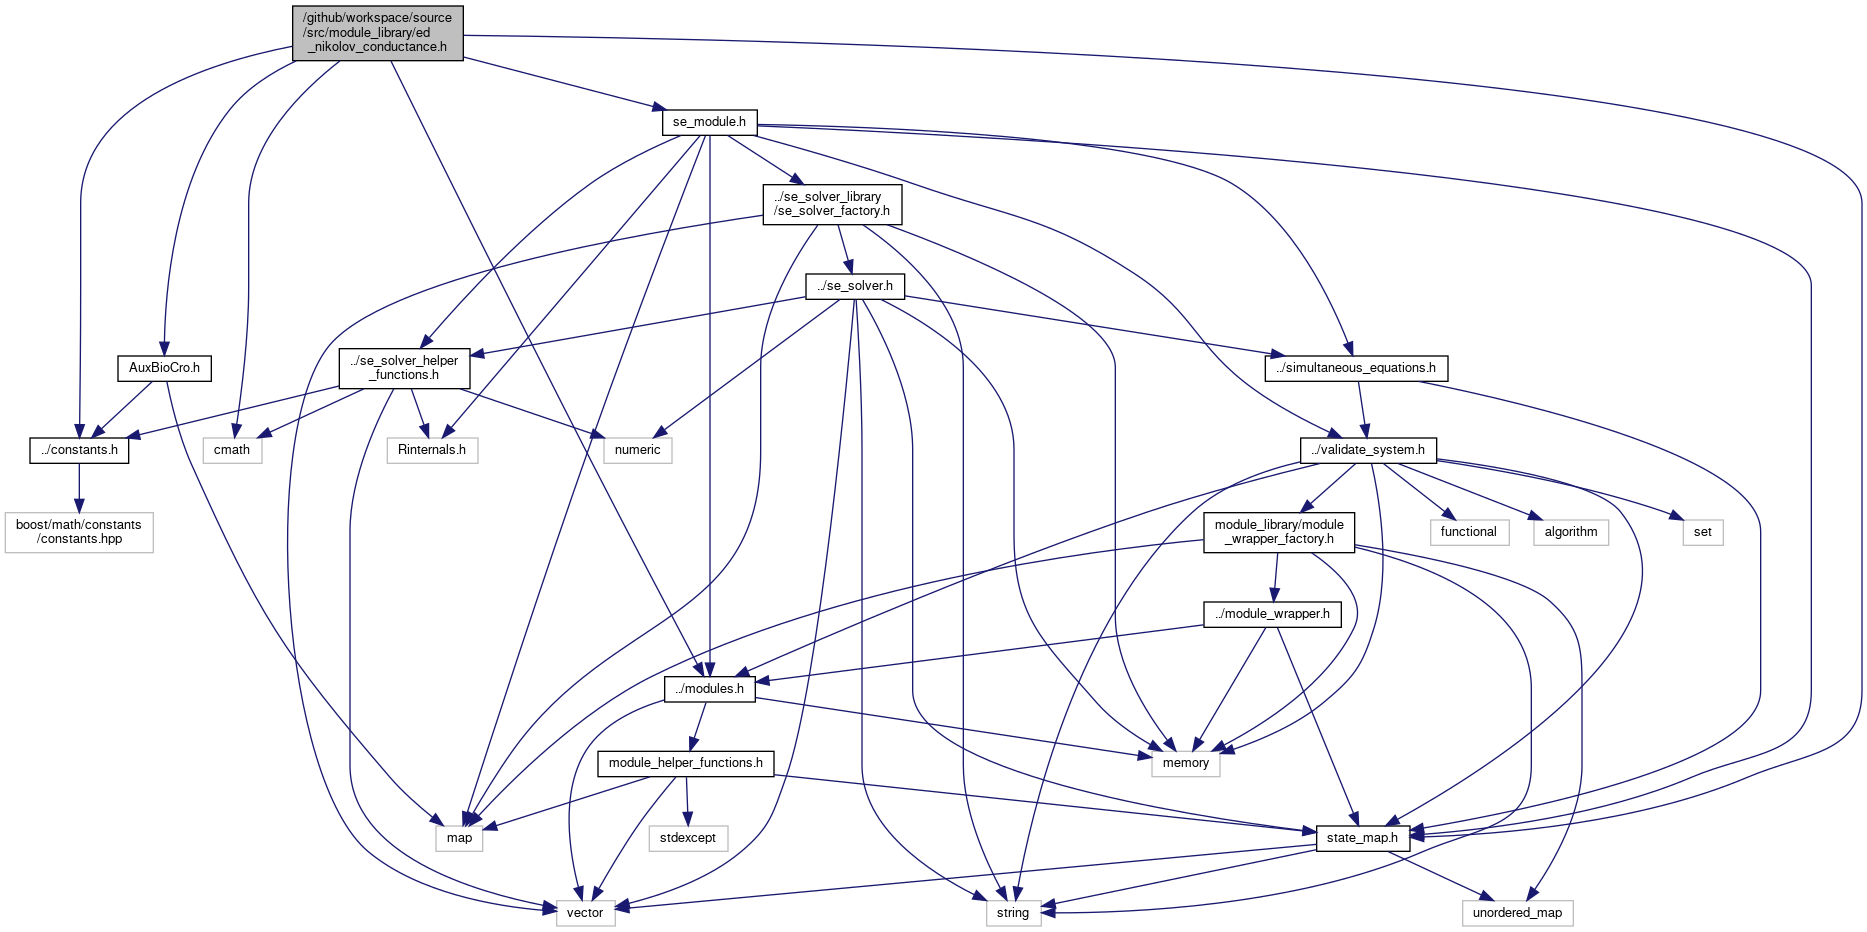 /github/workspace/source
/src/module_library/ed
_nikolov_conductance.h
se_module.h
../se_solver_library
/se_solver_factory.h
../se_solver.h
../se_solver_helper
_functions.h
AuxBioCro.h
../simultaneous_equations.h
../constants.h
cmath
Rinternals.h
numeric
../validate_system.h
boost/math/constants
/constants.hpp
module_library/module
_wrapper_factory.h
functional
algorithm
set
../module_wrapper.h
../modules.h
module_helper_functions.h
memory
map
stdexcept
state_map.h
vector
string
unordered_map